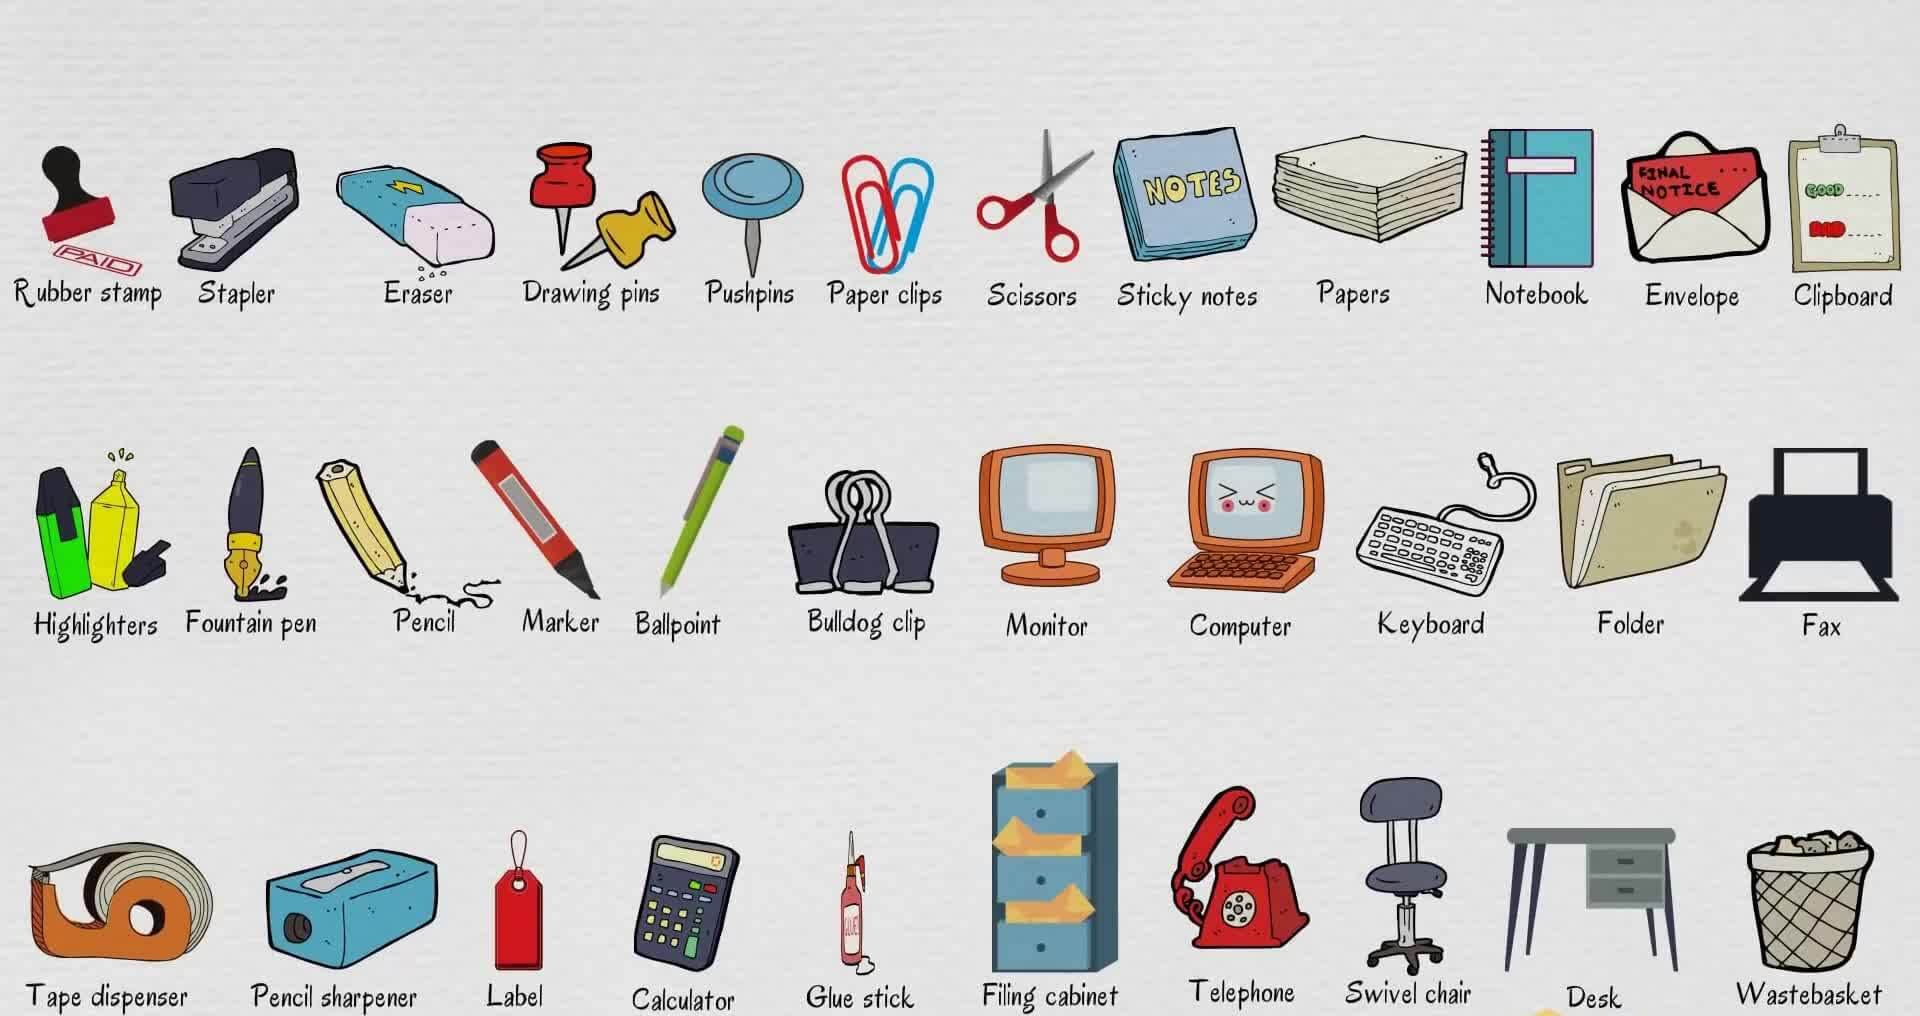 PAID
NOTES
FINAL
NOTICE
GOOD
BAD
Rubber stamp
Stapler
Eraser
Drawing pins
Pushpins
Paper clips
Scissors
Sticky notes
Papers
Notebook
Envelope
Clipboard
Highlighters
Fountain pen
Pencil
Marker
Ballpoint
Bulldog clip
Monitor
Computer
Keyboard
Folder
Fax
GLUE
Tape dispenser
Pencil sharpener
Label
Calculator
Glue stick
Filing cabinet
Telephone
Swivel chair
Desk
Wastebasket